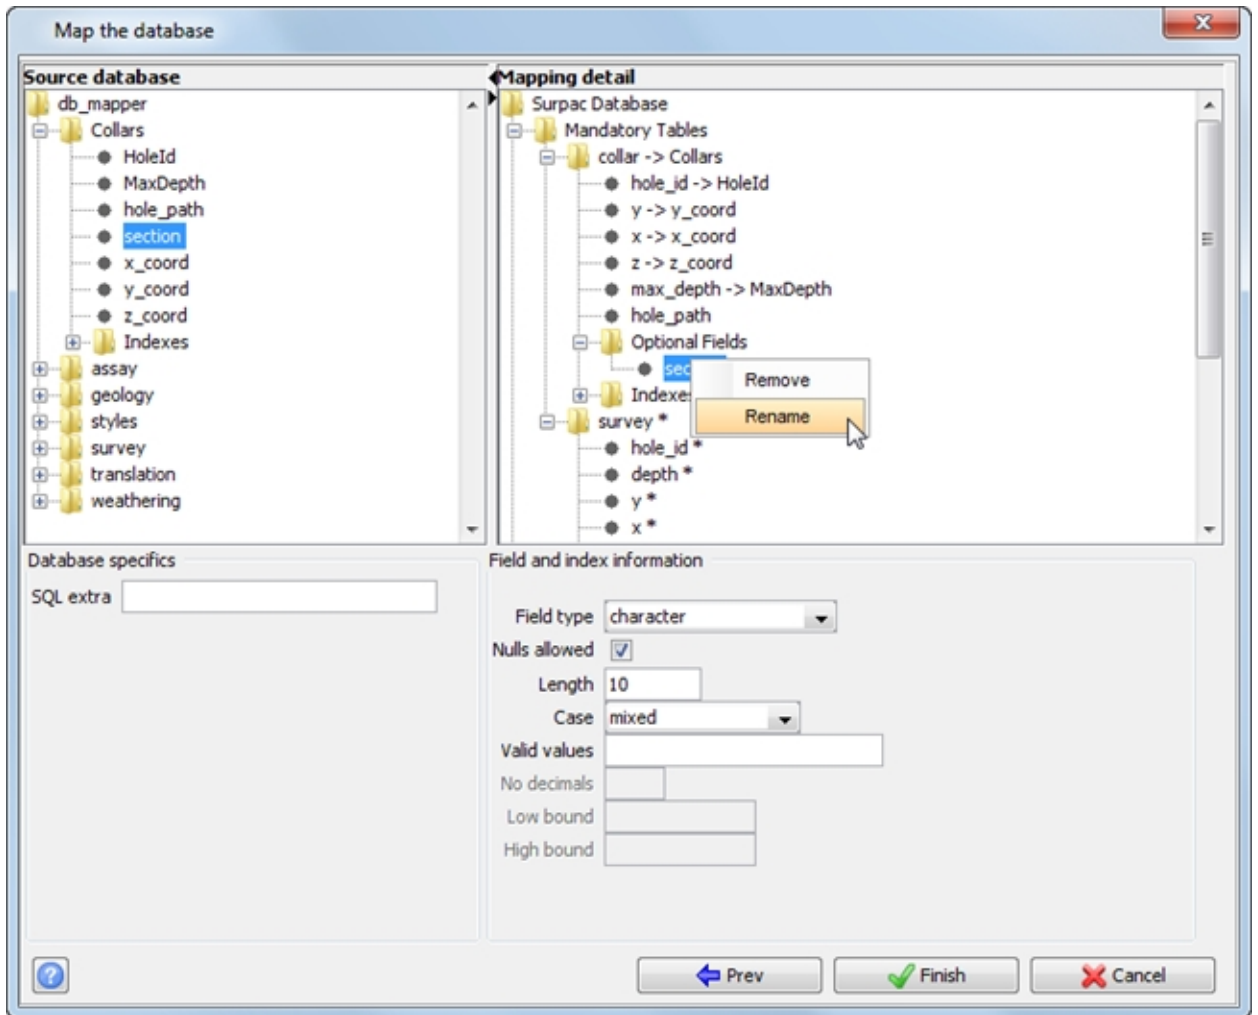 Map the database
Source database
db_mapper
Collars
HoleId
MaxDepth
hole_path
section
x_coord
y_coord
z_coord
Indexes
assay
geology
styles
survey
translation
weathering
Mapping detail
Surpac Database
Mandatory Tables
collar -> Collars
hole_id -> HoleId
y -> y_coord
x -> x_coord
z -> z_coord
max_depth -> MaxDepth
hole_path
Optional Fields
sec
Indexes
survey *
hole_id *
depth *
y *
x *
Remove
Rename
Database specifics
SQL extra
Field and index information
Field type character
Nulls allowed
Length 10
Case mixed
Valid values
No decimals
Low bound
High bound
?
Prev
Finish
Cancel